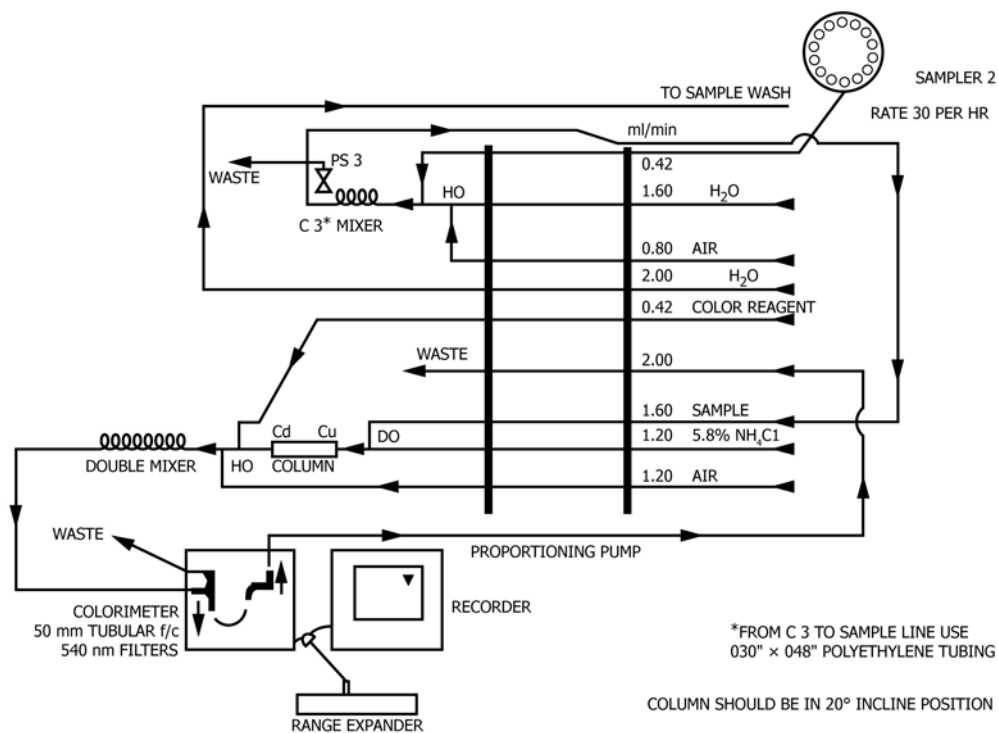 SAMPLER 2
TO SAMPLE WASH
RATE 30 PER HR
ml/min
PS 3
0.42
WASTE
HO
1.60 H₂O
C 3* MIXER
0.80 AIR
2.00 H₂O
0.42 COLOR REAGENT
WASTE
2.00
1.60 SAMPLE
Cd Cu
DO
1.20 5.8% NH₄C1
DOUBLE MIXER
HO
COLUMN
1.20 AIR
WASTE
PROPORTIONING PUMP
COLORIMETER
50 mm TUBULAR f/c
540 nm FILTERS
RECORDER
*FROM C 3 TO SAMPLE LINE USE
030" × 048" POLYETHYLENE TUBING
COLUMN SHOULD BE IN 20° INCLINE POSITION
RANGE EXPANDER